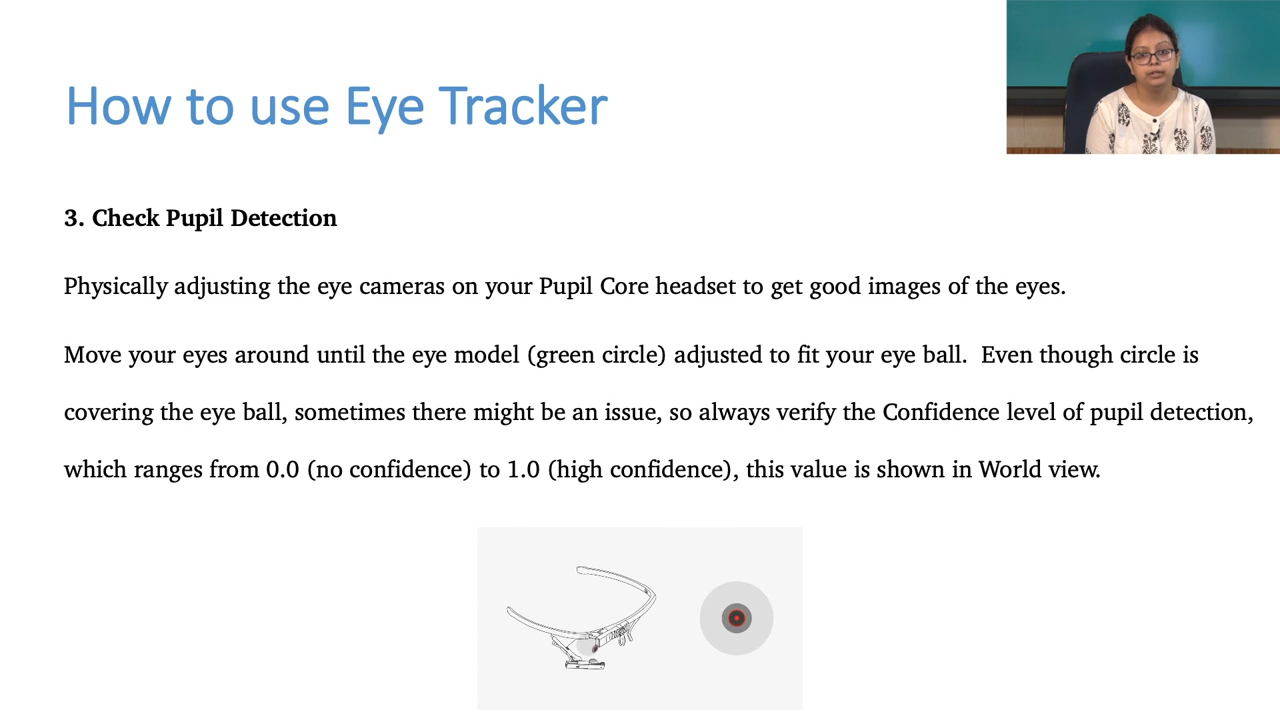 How to use Eye Tracker
3. Check Pupil Detection
Physically adjusting the eye cameras on your Pupil Core headset to get good images of the eyes.
Move your eyes around until the eye model (green circle) adjusted to fit your eye ball.  Even though circle is
covering the eye ball, sometimes there might be an issue, so always verify the Confidence level of pupil detection,
which ranges from 0.0 (no confidence) to 1.0 (high confidence), this value is shown in World view.